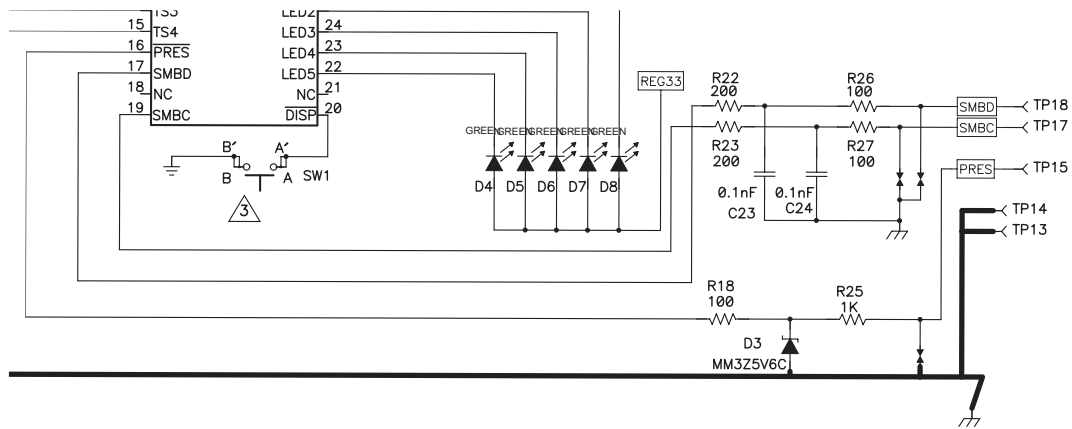 TS3
LED2
15
TS4
LED3
24
16
PRES
LED4
23
17
SMBD
LED5
22
18
NC
NC
21
19
SMBC
DISP
20
REG33
R22
200
R26
100
SMBD
TP18
SMBC
TP17
R23
200
R27
100
GREEN
GREEN
GREEN
GREEN
GREEN
B'
A'
B
A
SW1
3
D4
D5
D6
D7
D8
0.1nF
C23
0.1nF
C24
PRES
TP15
TP14
TP13
R18
100
R25
1K
D3
MM3Z5V6C